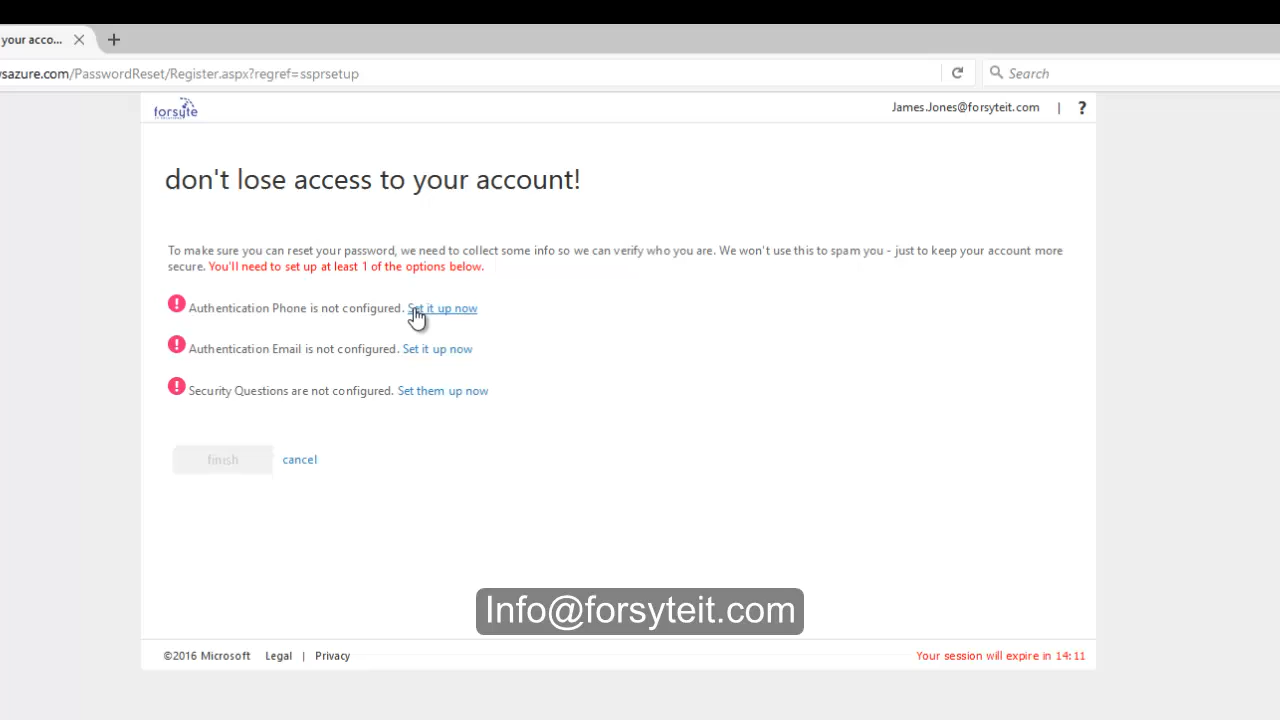 your acco...
sazure.com/PasswordReset/Register.aspx?regref=ssprsetup
Search
forsyte
James.Jones@forsyteit.com | ?
don't lose access to your account!
To make sure you can reset your password, we need to collect some info so we can verify who you are. We won't use this to spam you - just to keep your account more
secure. You'll need to set up at least 1 of the options below.
Authentication Phone is not configured. Set it up now
Authentication Email is not configured. Set it up now
Security Questions are not configured. Set them up now
finish cancel
Info@forsyteit.com
©2016 Microsoft Legal | Privacy
Your session will expire in 14:11